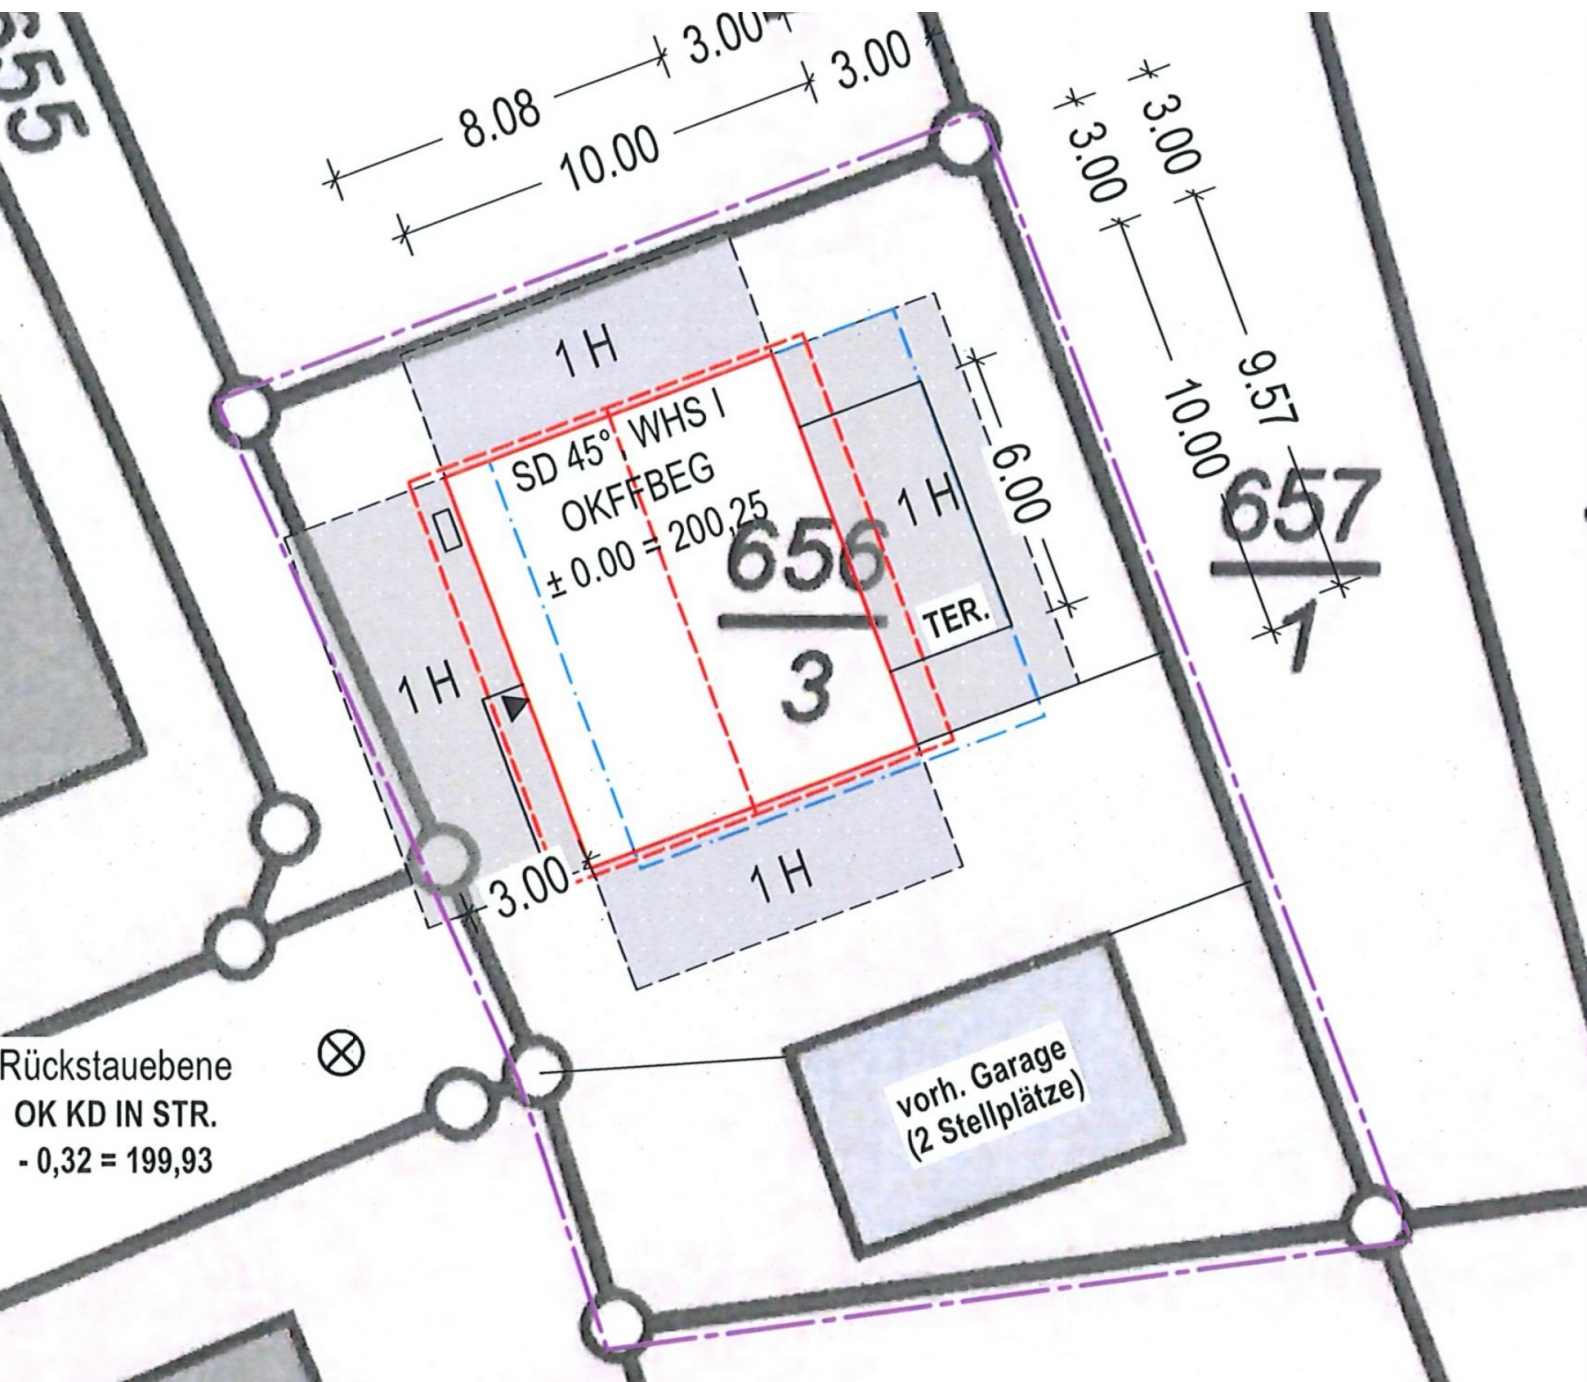 655
8.08
3.00
10.00
3.00
3.00
3.00
9.57
10.00
6.00
1 H
SD 45°, WHS I
OKFFBEG
± 0.00 = 200,25
656
3
1 H
TER.
657
1
1 H
3.00
1 H
Rückstauebene
OK KD IN STR.
- 0,32 = 199,93
vorh. Garage
(2 Stellplätze)